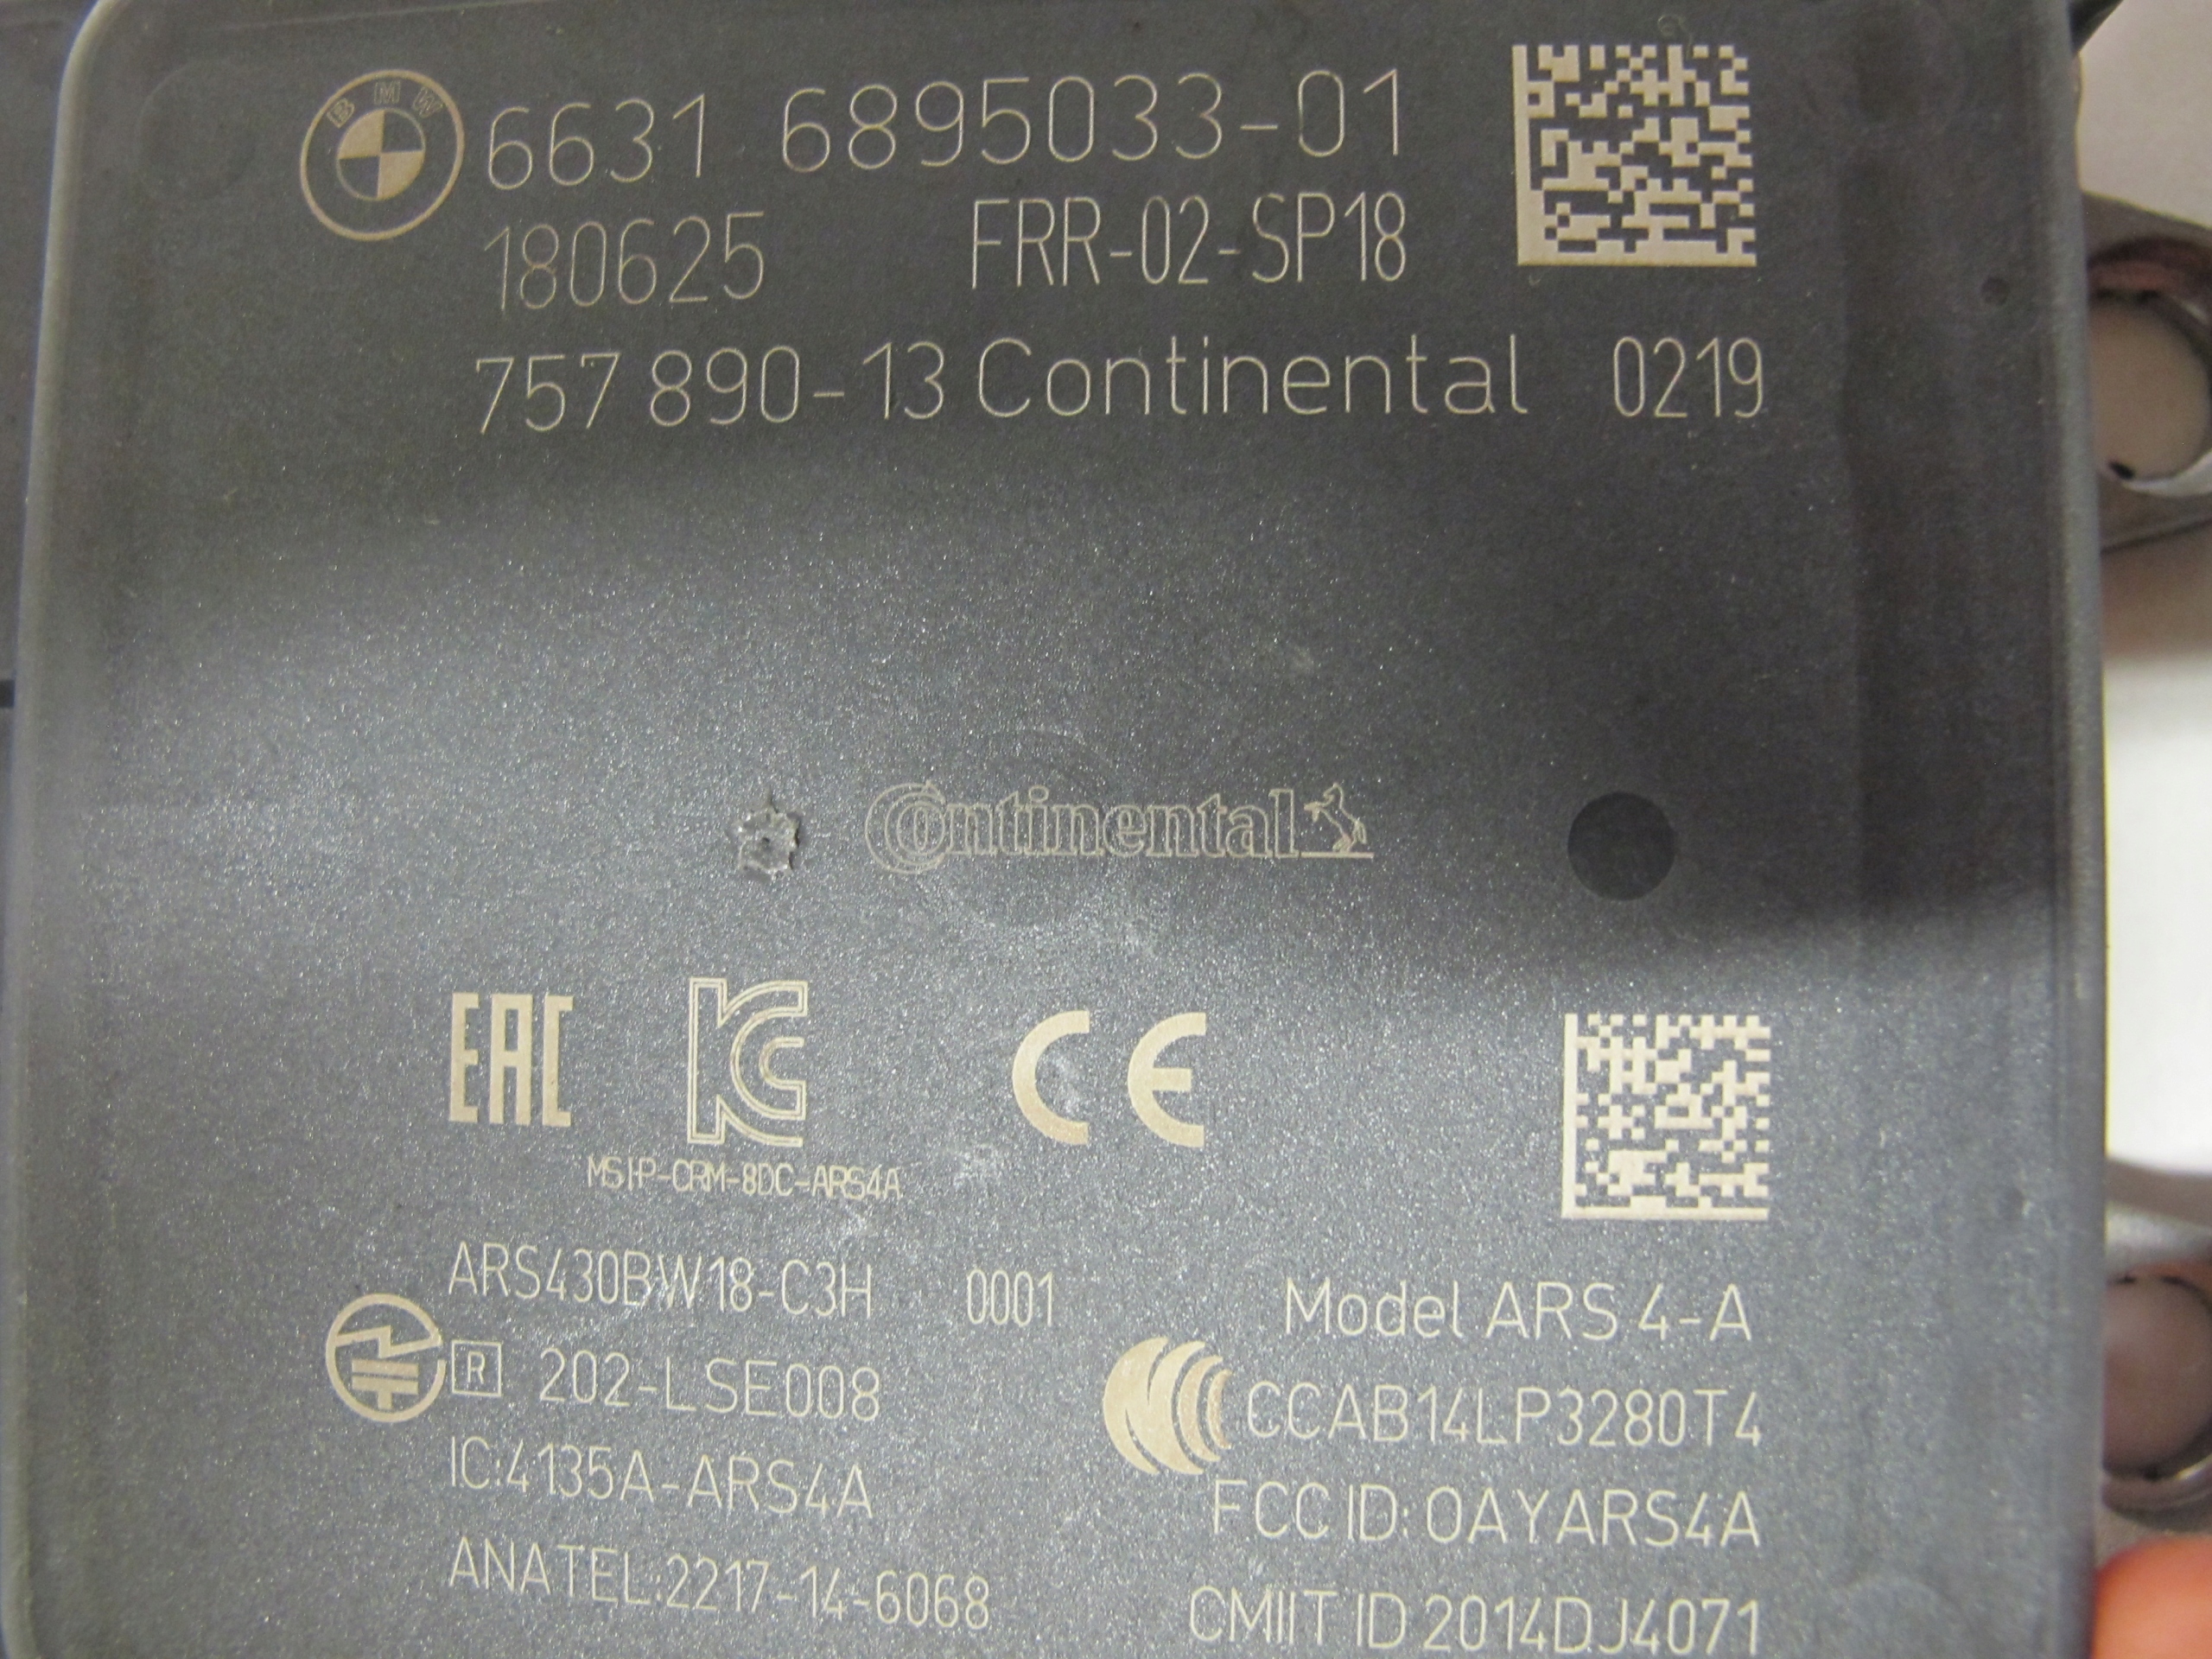 BMW 6631 6895033-01
180625 FRR-02-SP18
757 890-13 Continental 0219
Continental
EAC KC CE
MSIP-CRM-8DC-ARS4A
ARS430BW18-C3H 0001 Model ARS 4-A
R 202-LSE008 CCAB14LP3280T4
IC:4135A-ARS4A FCC ID: OAYARS4A
ANATEL:2217-14-6068 CMIIT ID 2014DJ4071